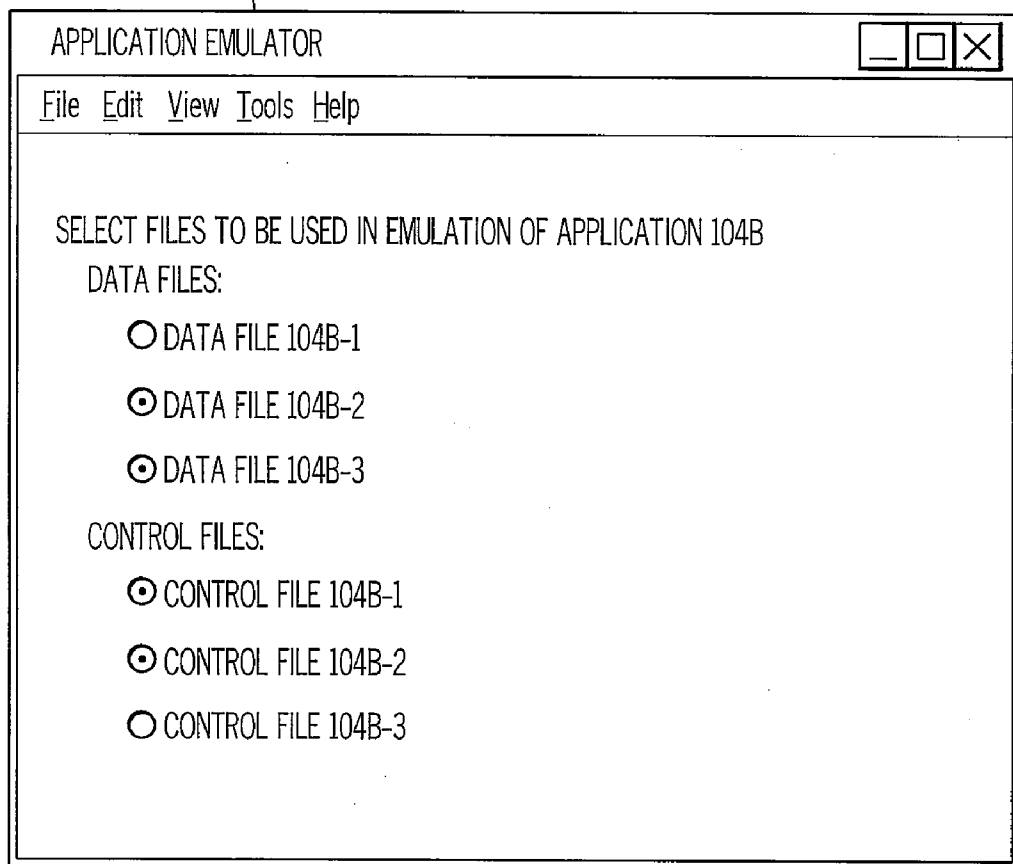 APPLICATION EMULATOR
File Edit View Tools Help
SELECT FILES TO BE USED IN EMULATION OF APPLICATION 104B
DATA FILES:
DATA FILE 104B-1
DATA FILE 104B-2
DATA FILE 104B-3
CONTROL FILES:
CONTROL FILE 104B-1
CONTROL FILE 104B-2
CONTROL FILE 104B-3